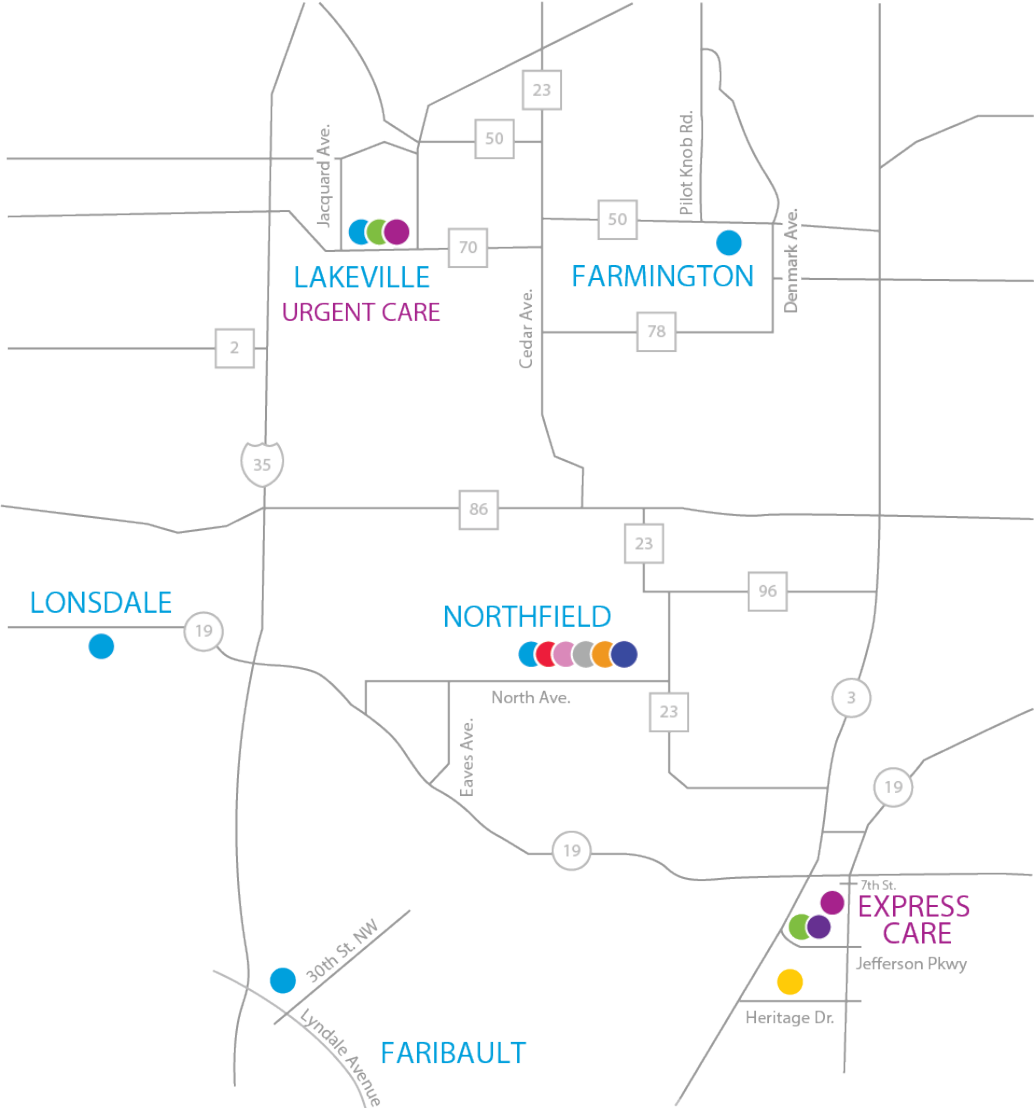 23
50
Jacquard Ave.
Pilot Knob Rd.
50
70
Denmark Ave.
LAKEVILLE
URGENT CARE
FARMINGTON
Cedar Ave.
78
2
35
86
23
96
LONSDALE
19
NORTHFIELD
North Ave.
23
3
Eaves Ave.
19
19
7th St.
EXPRESS
CARE
Jefferson Pkwy
30th St. NW
Heritage Dr.
Lyndale Avenue
FARIBAULT